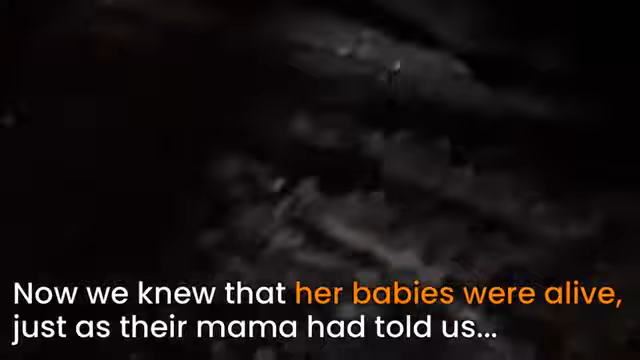 Now we knew that her babies were alive,
just as their mama had told us...